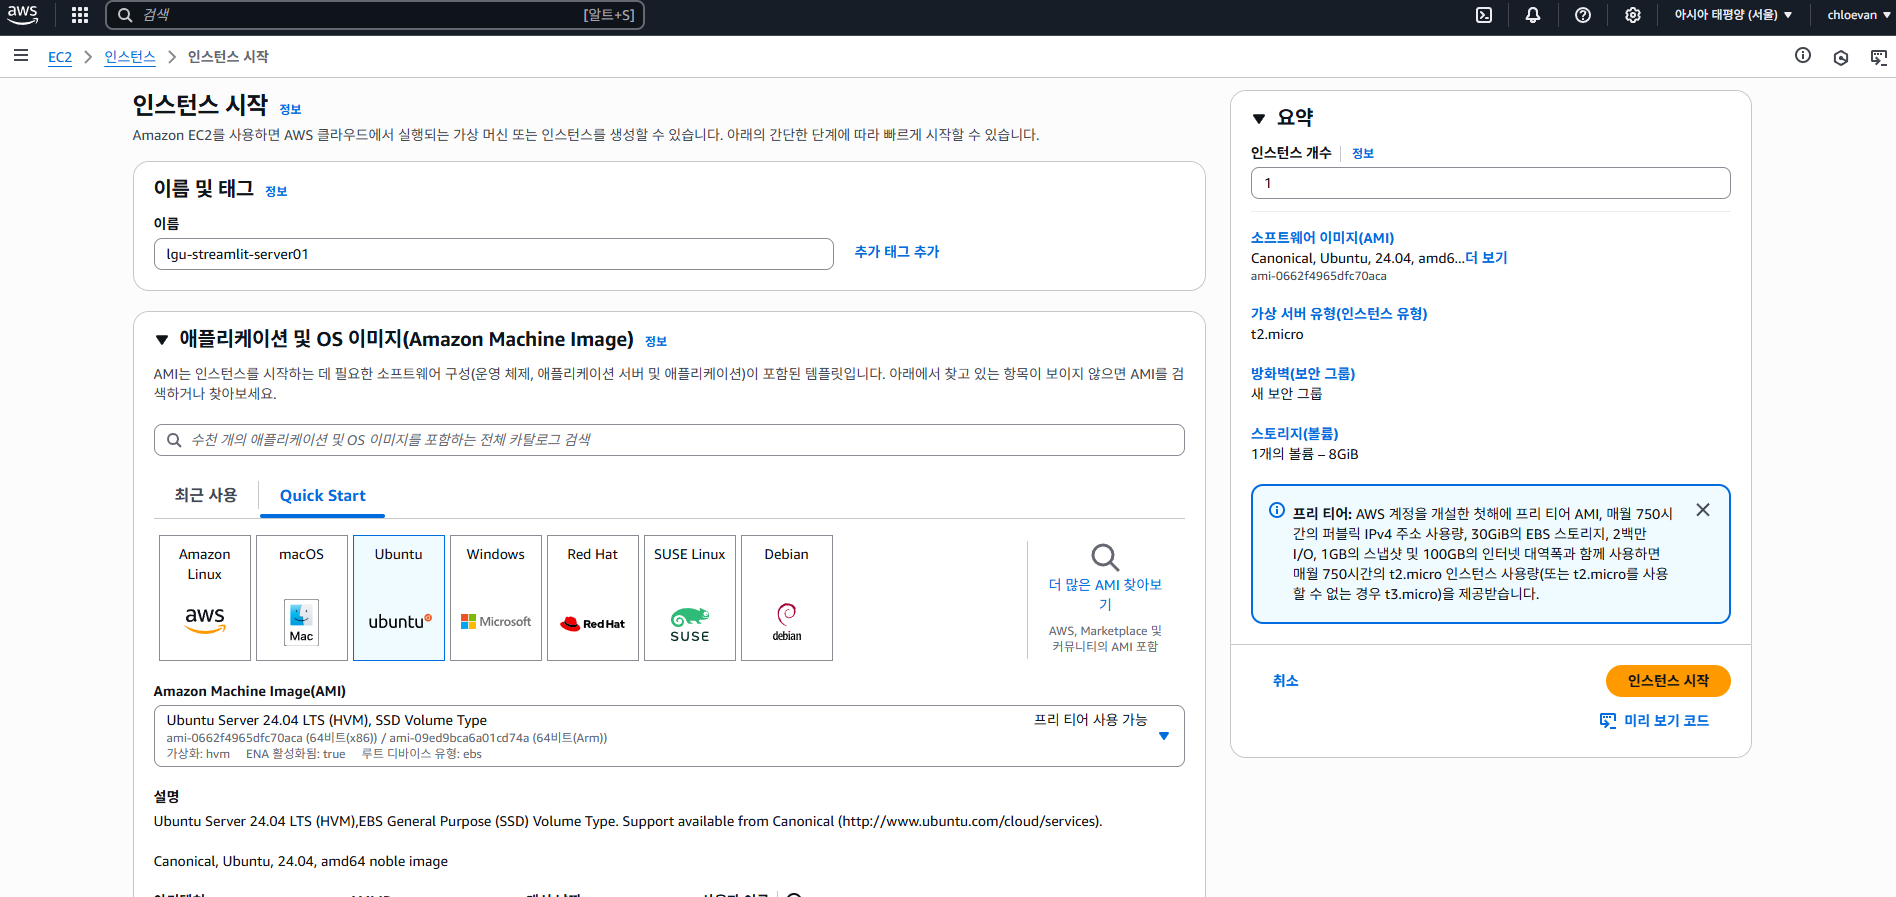 aws
검색
[알트+S]
아시아 태평양 (서울)
chloevan
EC2
인스턴스
인스턴스 시작
인스턴스 시작 정보
Amazon EC2를 사용하면 AWS 클라우드에서 실행되는 가상 머신 또는 인스턴스를 생성할 수 있습니다. 아래의 간단한 단계에 따라 빠르게 시작할 수 있습니다.
이름 및 태그 정보
이름
lgu-streamlit-server01
추가 태그 추가
애플리케이션 및 OS 이미지(Amazon Machine Image) 정보
AMI는 인스턴스를 시작하는 데 필요한 소프트웨어 구성(운영 체제, 애플리케이션 서버 및 애플리케이션)이 포함된 템플릿입니다. 아래에서 찾고 있는 항목이 보이지 않으면 AMI를 검
색하거나 찾아보세요.
수천 개의 애플리케이션 및 OS 이미지를 포함하는 전체 카탈로그 검색
최근 사용
Quick Start
Amazon
Linux
aws
macOS
Mac
Ubuntu
ubuntu
Windows
Microsoft
Red Hat
Red Hat
SUSE Linux
SUSE
Debian
debian
더 많은 AMI 찾아보
기
AWS, Marketplace 및
커뮤니티의 AMI 포함
Amazon Machine Image(AMI)
Ubuntu Server 24.04 LTS (HVM), SSD Volume Type
프리 티어 사용 가능
ami-0662f4965dfc70aca (64비트(x86)) / ami-09ed9bca6a01cd74a (64비트(Arm))
가상화: hvm ENA 활성화됨: true 루트 디바이스 유형: ebs
설명
Ubuntu Server 24.04 LTS (HVM),EBS General Purpose (SSD) Volume Type. Support available from Canonical (http://www.ubuntu.com/cloud/services).
Canonical, Ubuntu, 24.04, amd64 noble image
요약
인스턴스 개수 정보
1
소프트웨어 이미지(AMI)
Canonical, Ubuntu, 24.04, amd6...더 보기
ami-0662f4965dfc70aca
가상 서버 유형(인스턴스 유형)
t2.micro
방화벽(보안 그룹)
새 보안 그룹
스토리지(볼륨)
1개의 볼륨 – 8GiB
프리 티어: AWS 계정을 개설한 첫해에 프리 티어 AMI, 매월 750시
간의 퍼블릭 IPv4 주소 사용량, 30GiB의 EBS 스토리지, 2백만
I/O, 1GB의 스냅샷 및 100GB의 인터넷 대역폭과 함께 사용하면
매월 750시간의 t2.micro 인스턴스 사용량(또는 t2.micro를 사용
할 수 없는 경우 t3.micro)을 제공받습니다.
취소
인스턴스 시작
미리 보기 코드